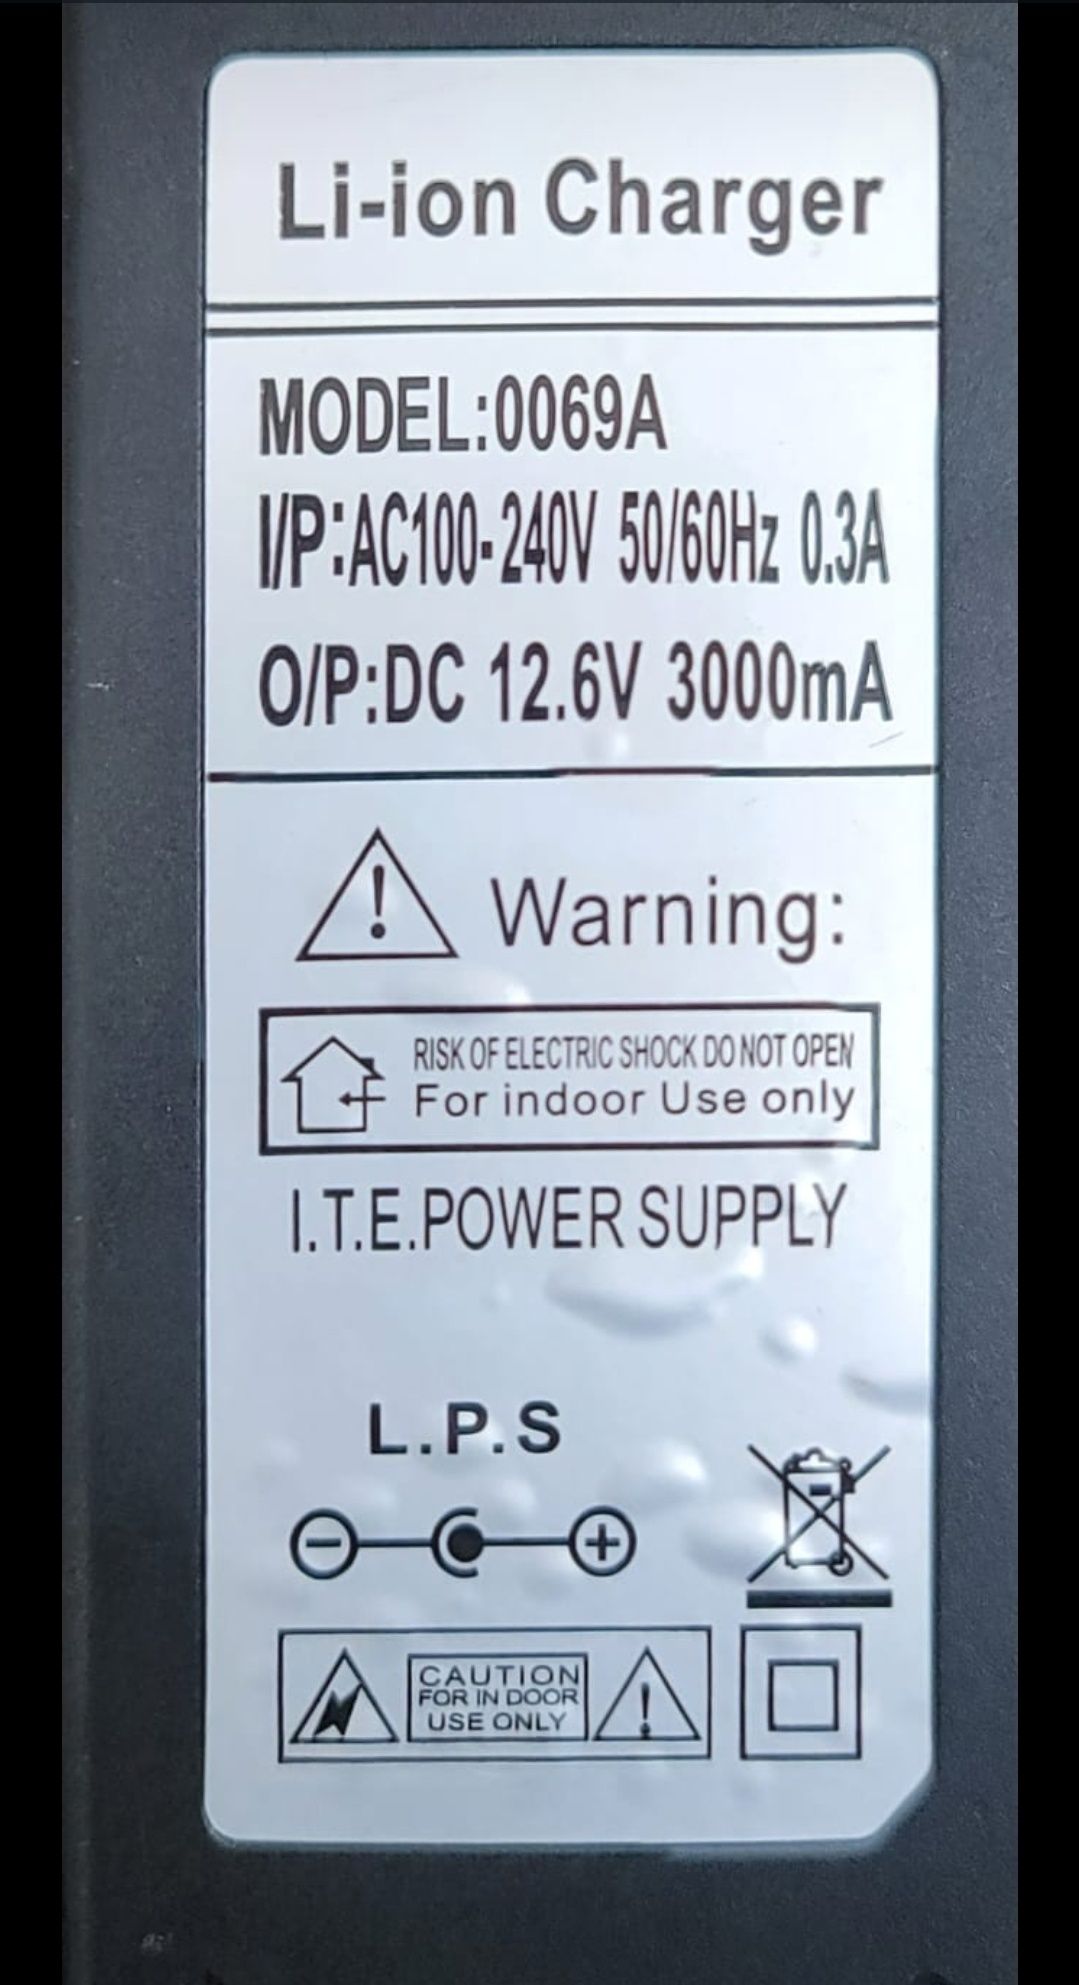 Li-ion Charger
MODEL:0069A
I/P:AC100-240V 50/60Hz 0.3A
O/P:DC 12.6V 3000mA
Warning:
RISK OF ELECTRIC SHOCK DO NOT OPEN
For indoor Use only
I.T.E.POWER SUPPLY
L.P.S
CAUTION
FOR IN DOOR
USE ONLY